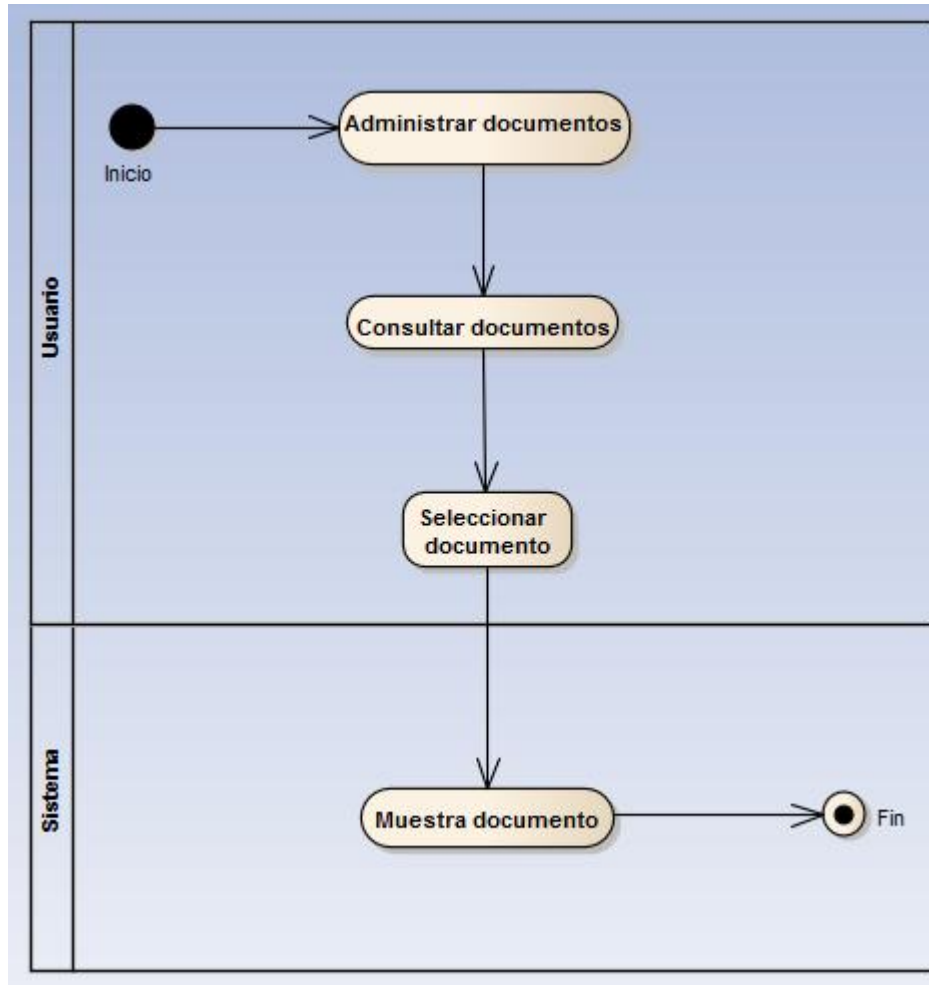 Usuario
Inicio
Administrar documentos
Consultar documentos
Seleccionar
documento
Sistema
Muestra documento
Fin